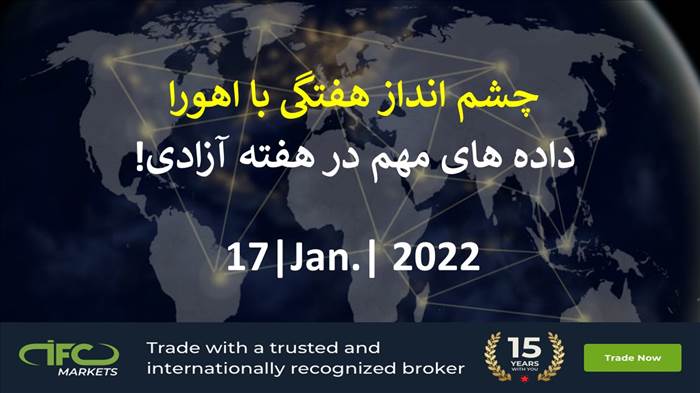 چشم انداز هفتگی با اهورا
داده های مهم در هفته آزادی!
17|Jan.| 2022
IFC MARKETS
Trade with a trusted and
internationally recognized broker
15
YEARS
WITH YOU
Trade Now